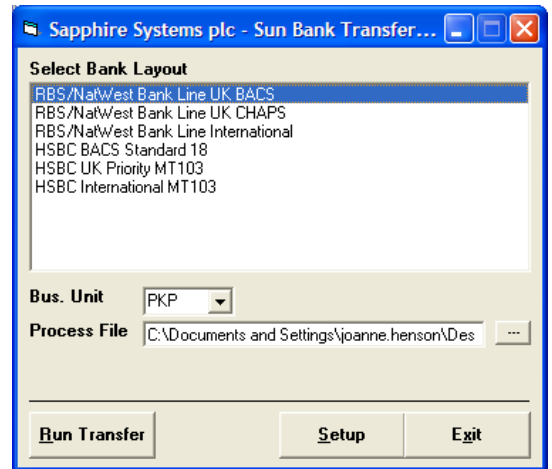 Sapphire Systems plc - Sun Bank Transfer...
Select Bank Layout
RBS/NatWest Bank Line UK BACS
RBS/NatWest Bank Line UK CHAPS
RBS/NatWest Bank Line International
HSBC BACS Standard 18
HSBC UK Priority MT103
HSBC International MT103
Bus. Unit PKP
Process File C:\Documents and Settings\joanne.henson\Des ...
Run Transfer Setup Exit